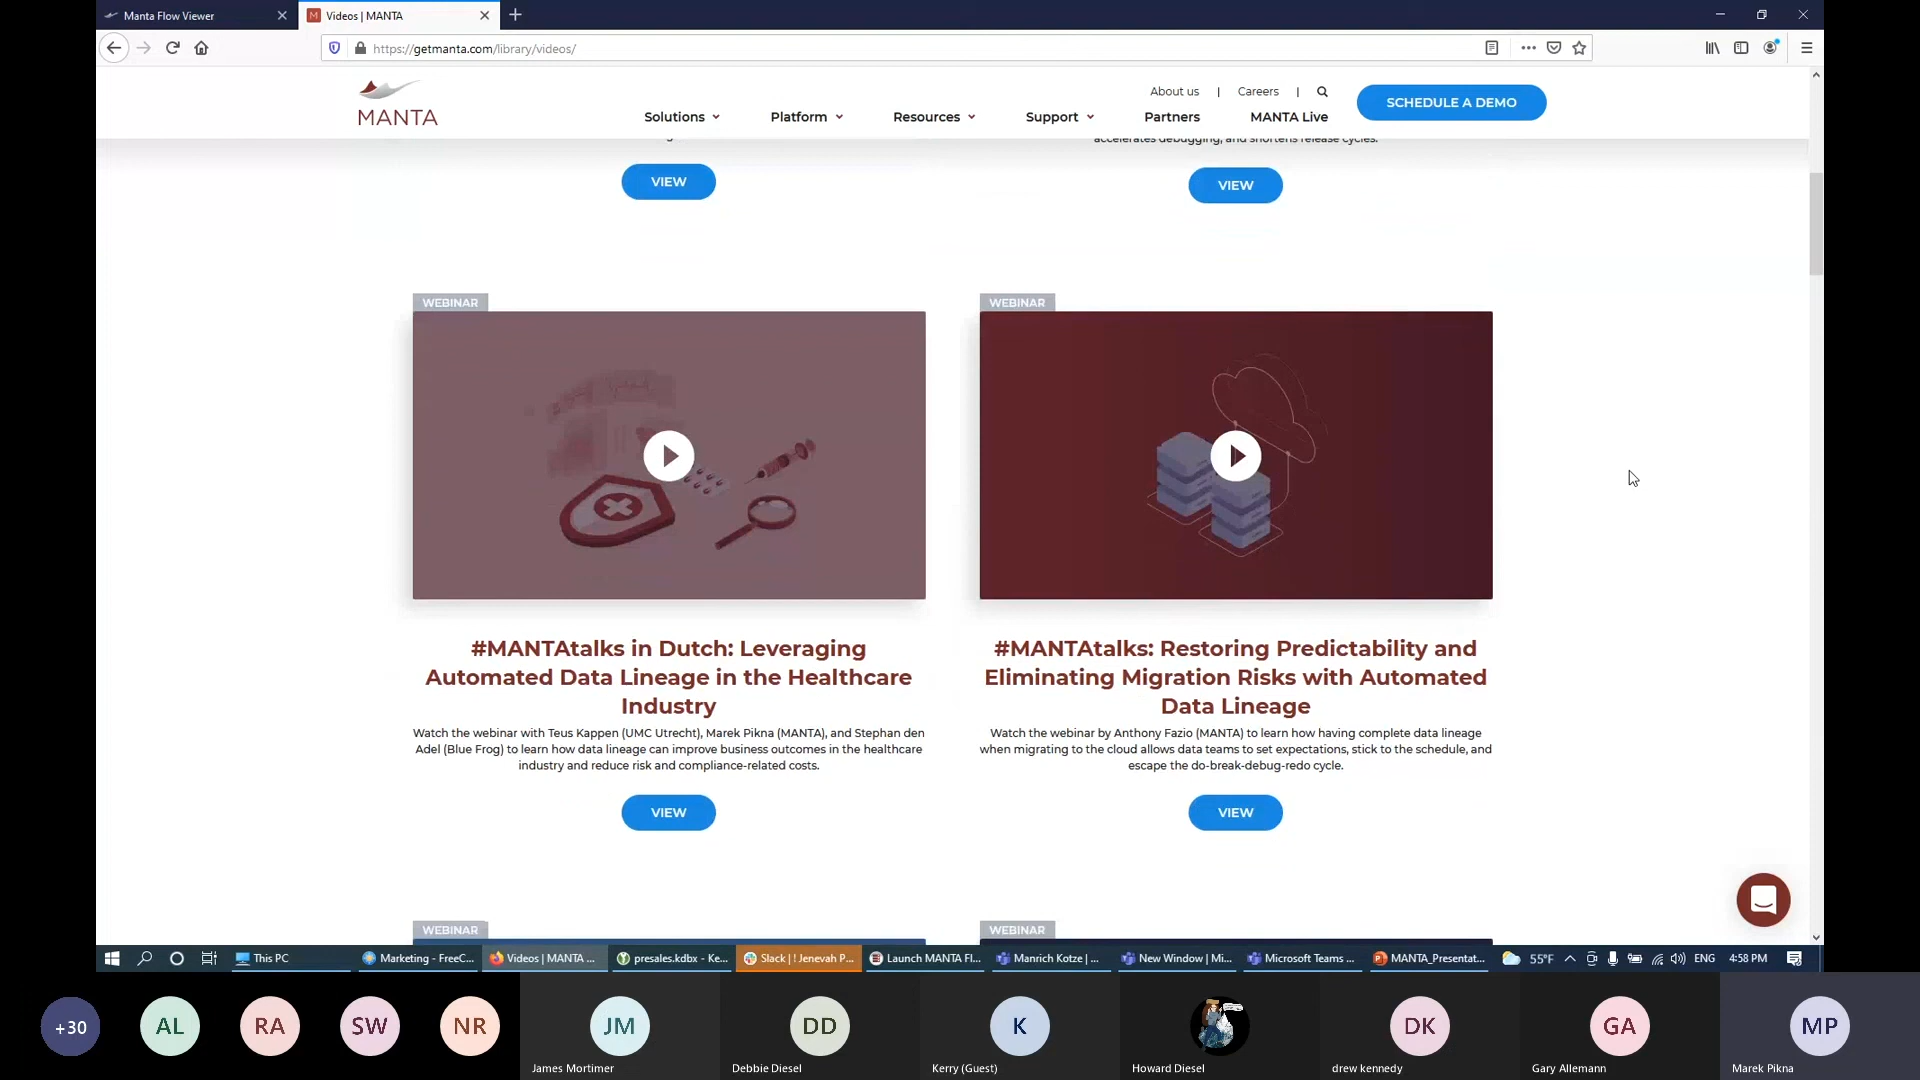 Manta Flow Viewer
Videos | MANTA
https://getmanta.com/library/videos/
MANTA
About us | Careers |
Solutions
Platform
Resources
Support
Partners
MANTA Live
SCHEDULE A DEMO
accelerates debugging, and shortens release cycles.
VIEW
VIEW
WEBINAR
WEBINAR
#MANTAtalks in Dutch: Leveraging
Automated Data Lineage in the Healthcare
Industry
Watch the webinar with Teus Kappen (UMC Utrecht), Marek Pikna (MANTA), and Stephan den
Adel (Blue Frog) to learn how data lineage can improve business outcomes in the healthcare
industry and reduce risk and compliance-related costs.
VIEW
#MANTAtalks: Restoring Predictability and
Eliminating Migration Risks with Automated
Data Lineage
Watch the webinar by Anthony Fazio (MANTA) to learn how having complete data lineage
when migrating to the cloud allows data teams to set expectations, stick to the schedule, and
escape the do-break-debug-redo cycle.
VIEW
WEBINAR
WEBINAR
This PC
Marketing - FreeC...
Videos | MANTA ...
presales.kdbx - Ke...
Slack | ! Jenevah P...
Launch MANTA Fl...
Manrich Kotze | ...
New Window | Mi...
Microsoft Teams ...
MANTA_Presentat...
55°F
ENG
4:58 PM
+30
AL
RA
SW
NR
JM
James Mortimer
DD
Debbie Diesel
K
Kerry (Guest)
Howard Diesel
DK
drew kennedy
GA
Gary Allemann
MP
Marek Pikna